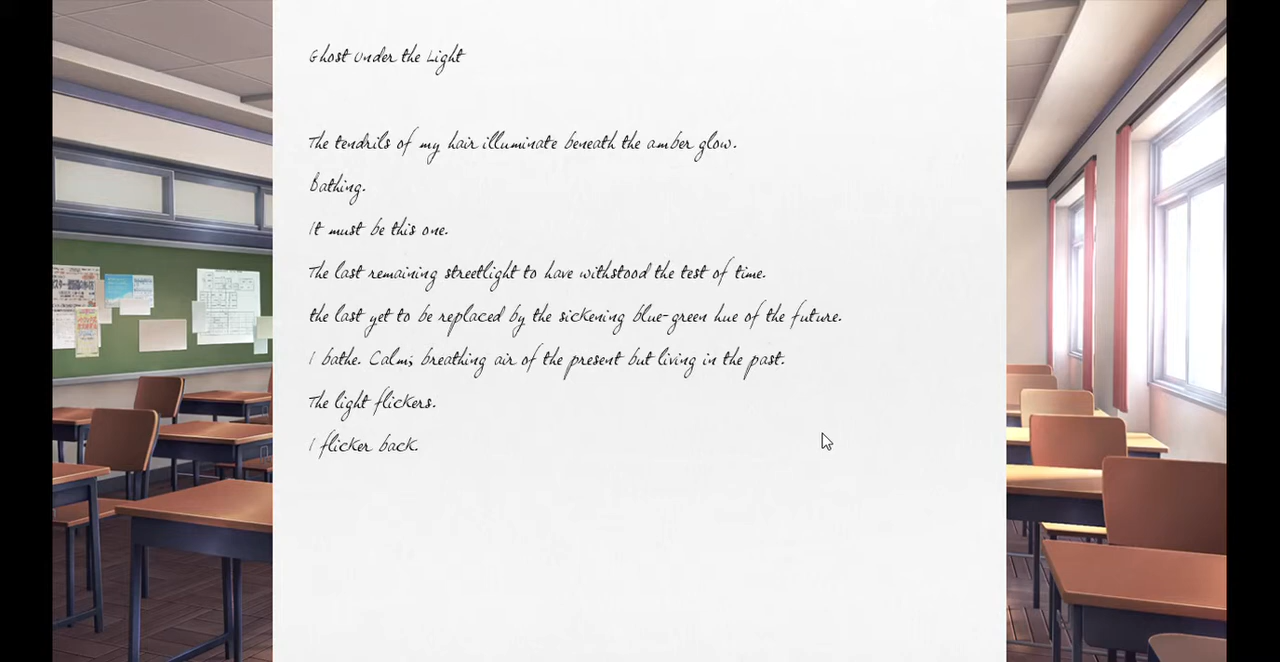 Ghost Under the Light
The tendrils of my hair illuminate beneath the amber glow.
Bathing.
It must be this one.
The last remaining streetlight to have withstood the test of time.
the last yet to be replaced by the sickening blue-green hue of the future.
I bathe. Calm; breathing air of the present but living in the past.
The light flickers.
I flicker back.